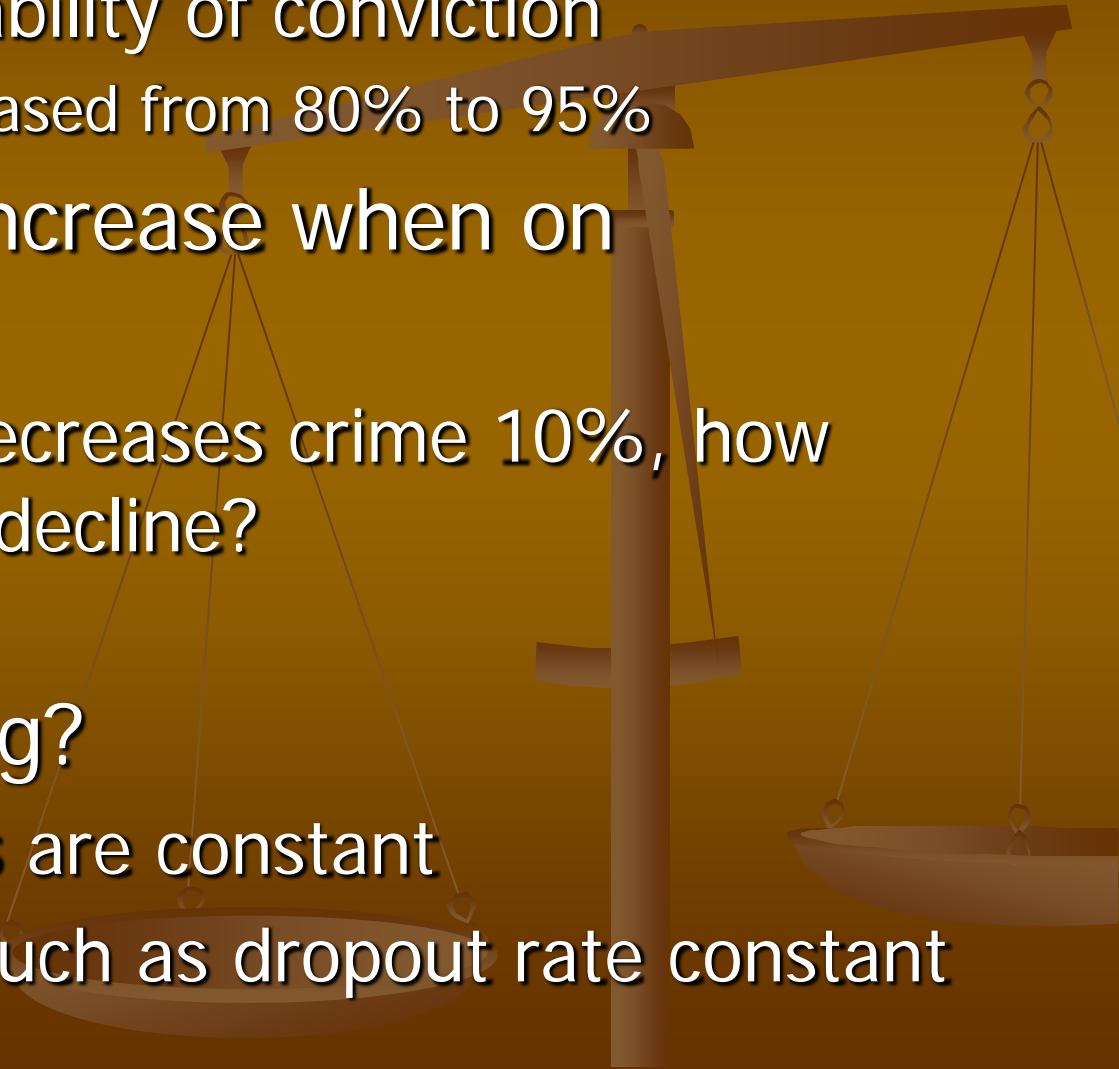 ability of conviction
ased from 80% to 95%
ncrease when on
ecreases crime 10%, how
decline?
g?
s are constant
uch as dropout rate constant